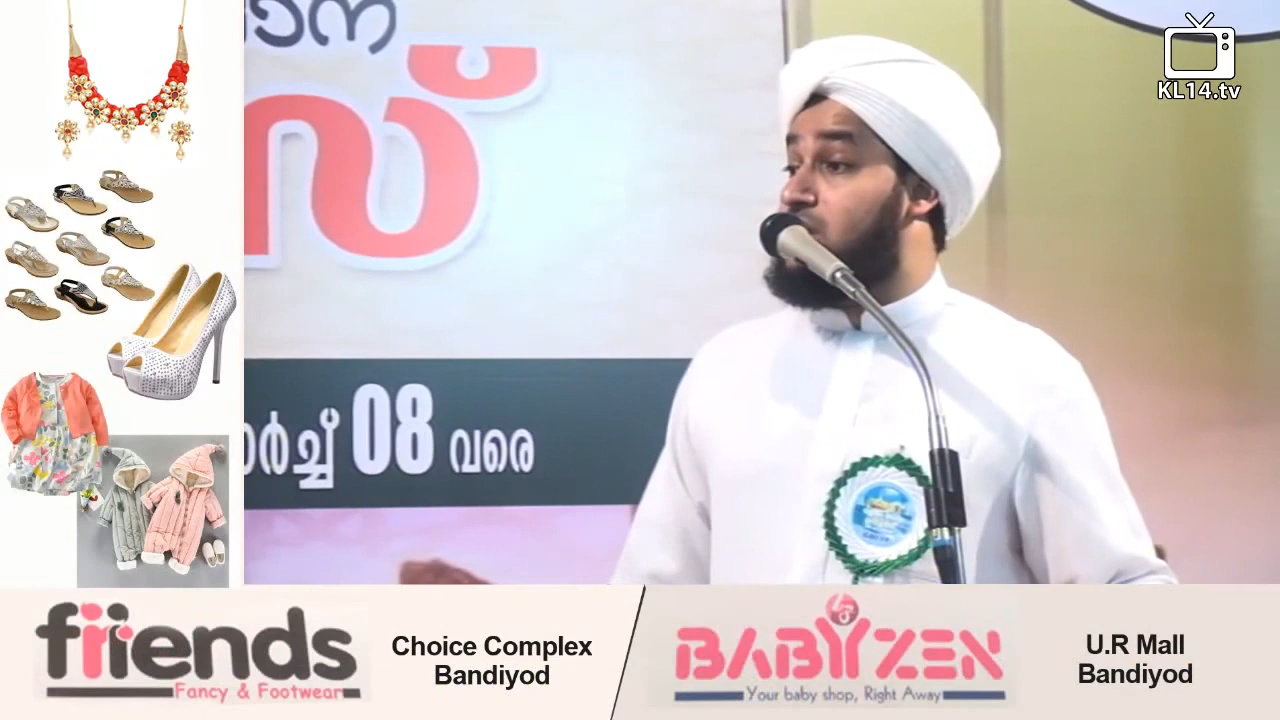 KL14.tv
മാർച്ച് 08 വരെ
friends
Fancy & Footwear
Choice Complex
Bandiyod
BABYZEN
Your baby shop, Right Away
U.R Mall
Bandiyod